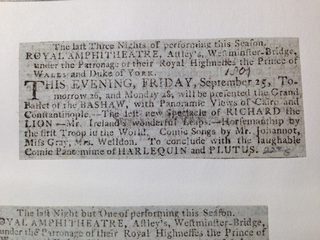 The last Three Nights of performing this Season.
ROYAL AMPHITHEATRE, Astley's, Westminster-Bridge,
under the Patronage of their Royal Highnesses the Prince of
WALES and Duke of YORK.
1801
THIS EVENING, FRIDAY, September 25, To-
morrow 26, and Monday 28, will be presented the Grand
Ballet of the BASHAW, with Panoramic Views of Cairo and
Constantinople.—The left new Spectacle of RICHARD the
LION—Mr. Ireland's wonderful Leaps.—Horsemanship by
the first Troop in the World. Comic Songs by Mr. Johannot,
Miss Gray, Mrs. Wellden. To conclude with the laughable
Comic Pantomime of HARLEQUIN and PLUTUS.
The last Night but One of performing this Season.
ROYAL AMPHITHEATRE, Astley's, Westminster-Bridge,
under the Patronage of their Royal Highnesses the Prince of